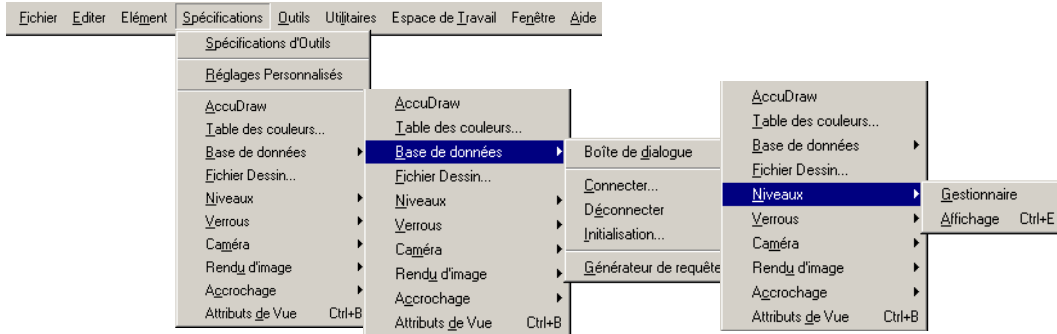 Fichier Editer Elément Spécifications Outils Utilitaires Espace de Travail Fenêtre Aide
Spécifications d'Outils
Réglages Personnalisés
AccuDraw
Table des couleurs...
Base de données
Fichier Dessin...
Niveaux
Verrous
Caméra
Rendu d'image
Accrochage
Attributs de Vue Ctrl+B
AccuDraw
Table des couleurs...
Base de données
Fichier Dessin...
Niveaux
Verrous
Caméra
Rendu d'image
Accrochage
Attributs de Vue Ctrl+B
Boîte de dialogue
Connecter...
Déconnecter
Initialisation...
Générateur de requête
AccuDraw
Table des couleurs...
Base de données
Fichier Dessin...
Niveaux
Verrous
Caméra
Rendu d'image
Accrochage
Attributs de Vue Ctrl+B
Gestionnaire
Affichage Ctrl+E